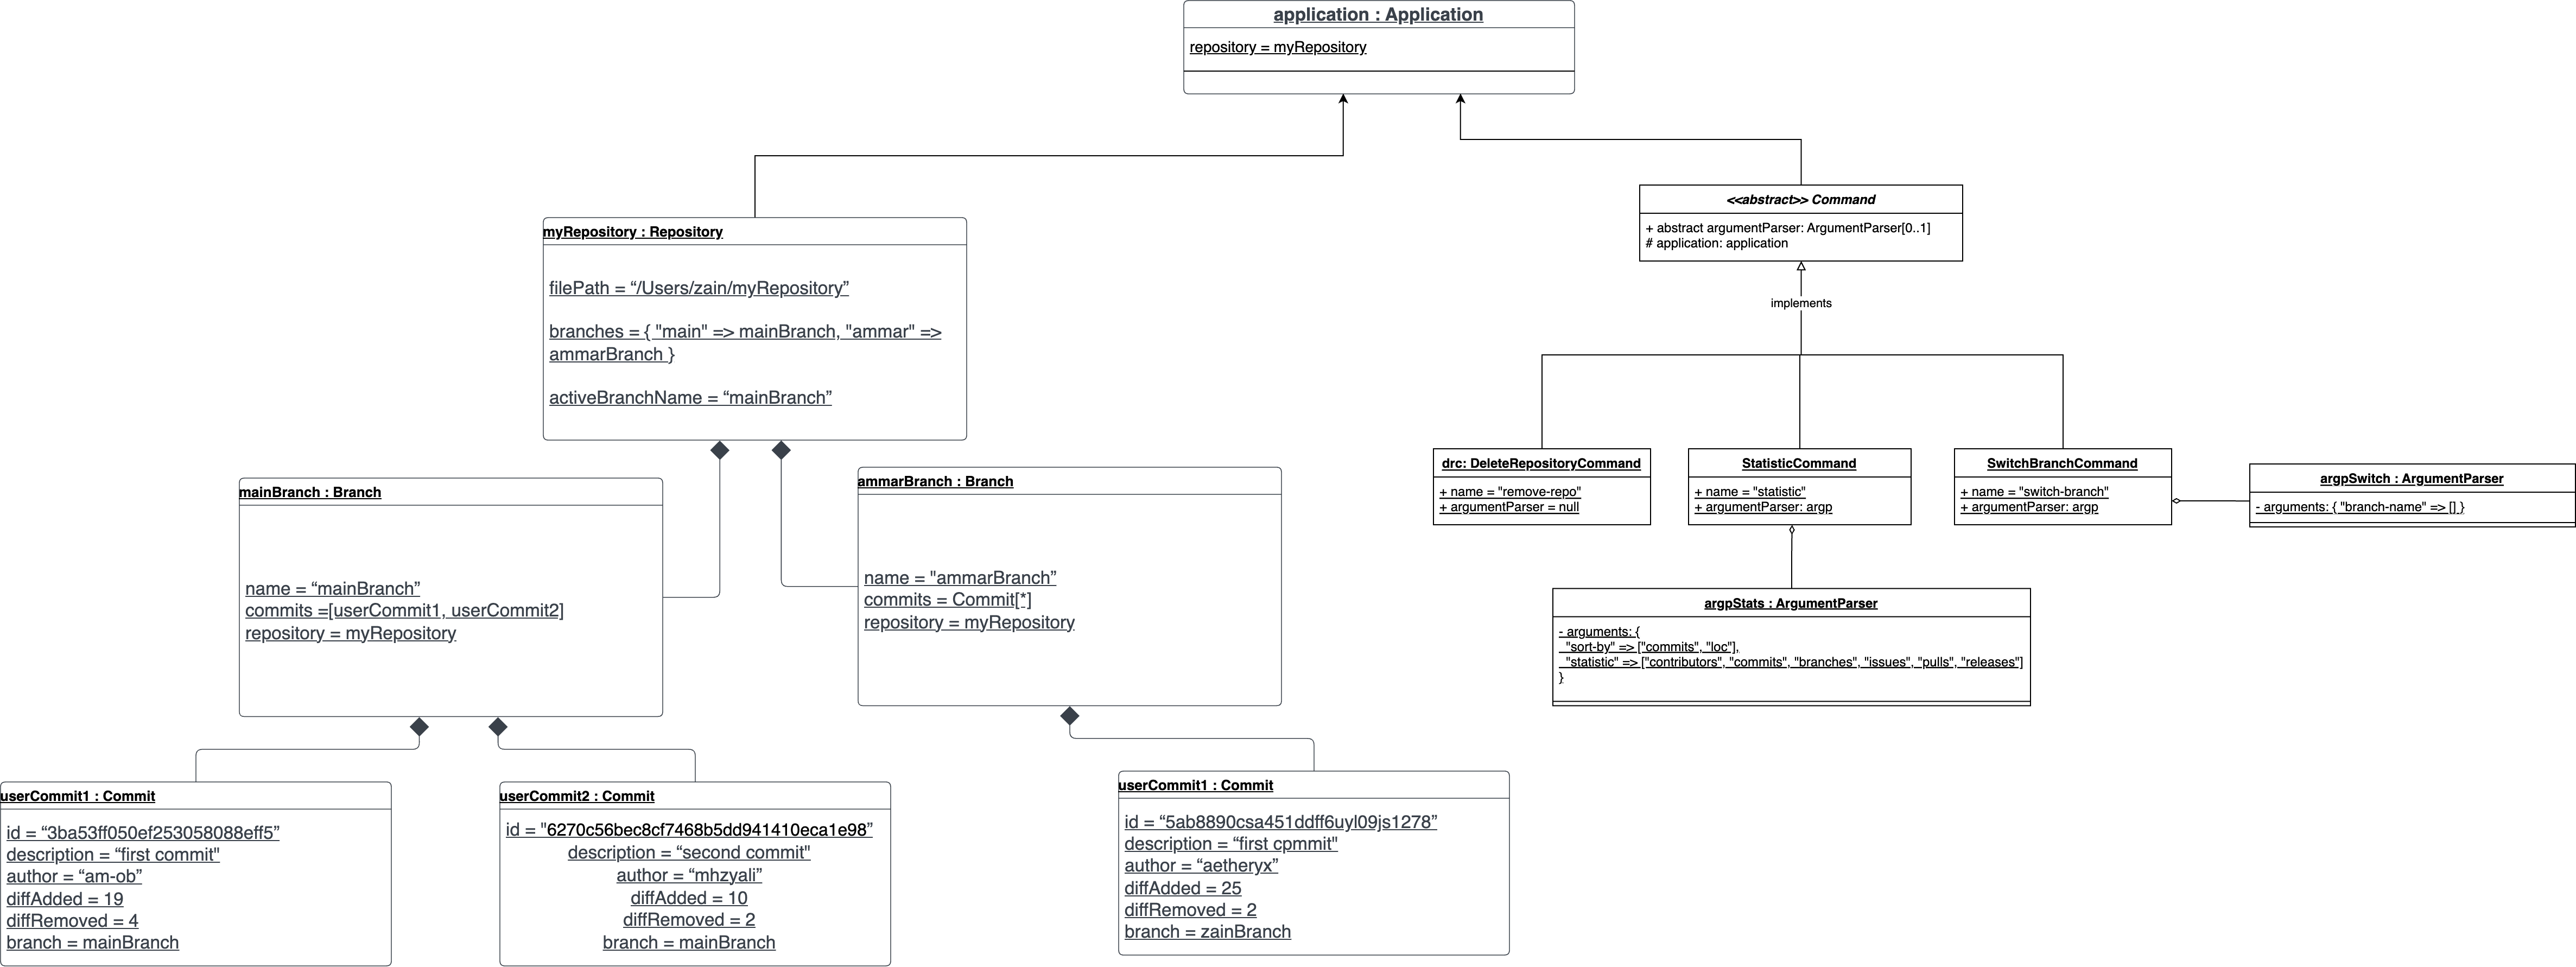 application : Application
repository = myRepository
<<abstract>> Command
+ abstract argumentParser: ArgumentParser[0..1]
# application: application
implements
myRepository : Repository
filePath = “/Users/zain/myRepository”
branches = { "main" => mainBranch, "ammar" =>
ammarBranch }
activeBranchName = “mainBranch”
drc: DeleteRepositoryCommand
+ name = "remove-repo"
+ argumentParser = null
StatisticCommand
+ name = "statistic"
+ argumentParser: argp
SwitchBranchCommand
+ name = "switch-branch"
+ argumentParser: argp
argpSwitch : ArgumentParser
- arguments: { "branch-name" => [] }
mainBranch : Branch
name = “mainBranch”
commits =[userCommit1, userCommit2]
repository = myRepository
ammarBranch : Branch
name = "ammarBranch”
commits = Commit[*]
repository = myRepository
argpStats : ArgumentParser
- arguments: {
"sort-by" => ["commits", "loc"],
"statistic" => ["contributors", "commits", "branches", "issues", "pulls", "releases"]
}
userCommit1 : Commit
id = “3ba53ff050ef253058088eff5”
description = “first commit"
author = “am-ob”
diffAdded = 19
diffRemoved = 4
branch = mainBranch
userCommit2 : Commit
id = "6270c56bec8cf7468b5dd941410eca1e98”
description = “second commit"
author = “mhzyali”
diffAdded = 10
diffRemoved = 2
branch = mainBranch
userCommit1 : Commit
id = “5ab8890csa451ddff6uyl09js1278”
description = “first cpmmit"
author = “aetheryx”
diffAdded = 25
diffRemoved = 2
branch = zainBranch